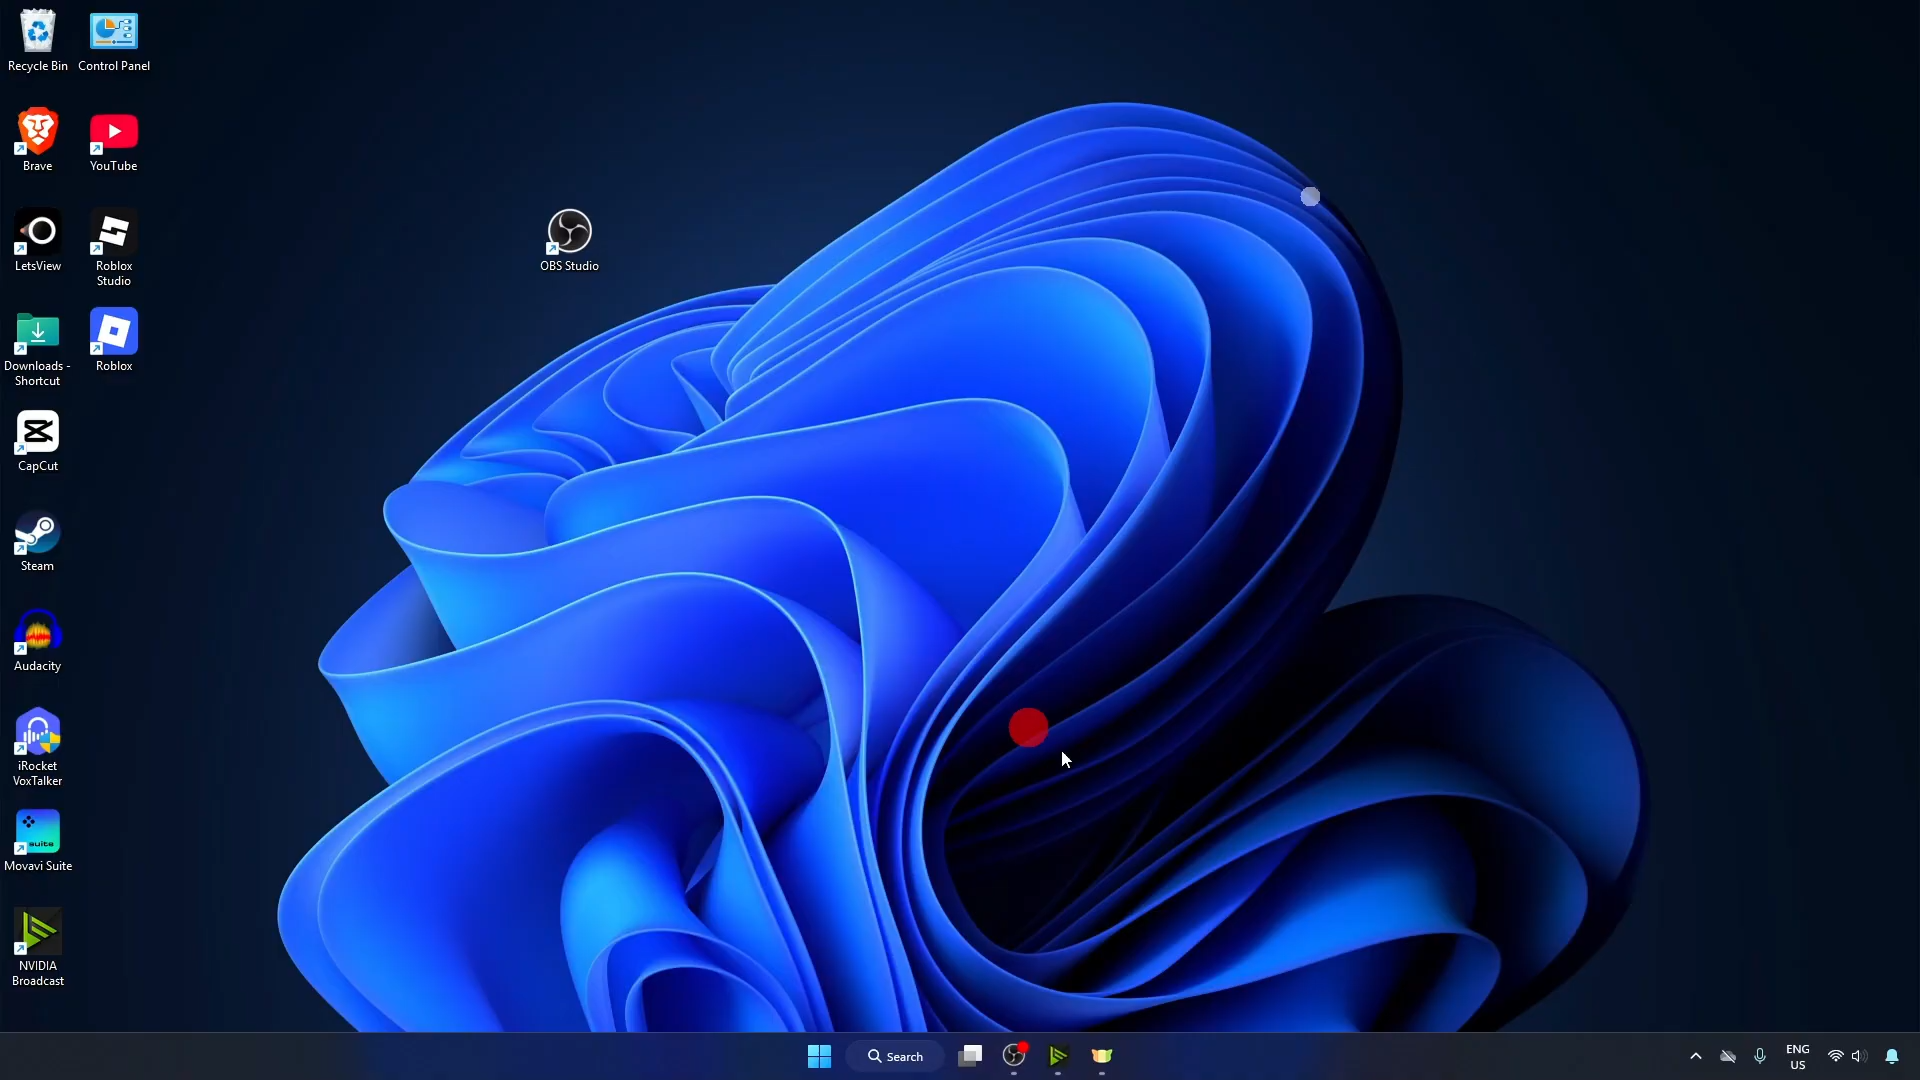 Recycle Bin
Control Panel
Brave
YouTube
LetsView
Roblox
Studio
OBS Studio
Downloads -
Shortcut
Roblox
CapCut
Steam
Audacity
iRocket
VoxTalker
suite
Movavi Suite
NVIDIA
Broadcast
Search
ENG
US